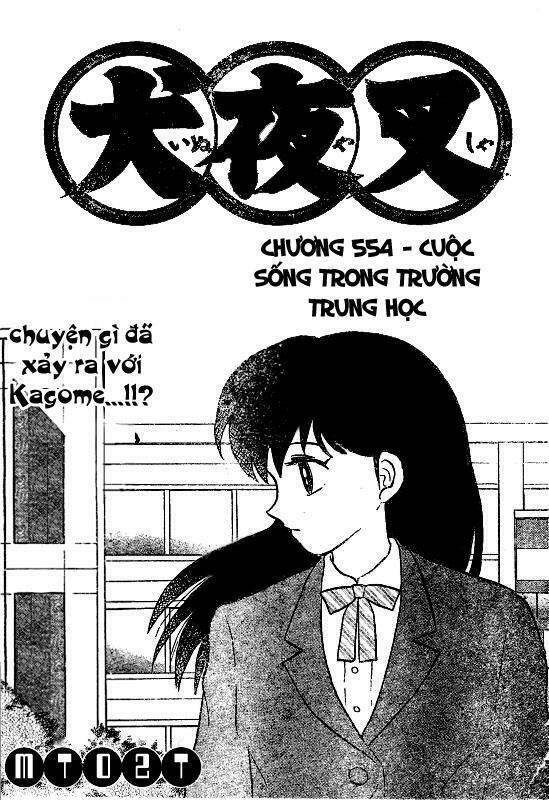 犬夜叉
いぬ や しゃ
CHƯƠNG 554 - CUỘC
SỐNG TRONG TRƯỜNG
TRUNG HỌC
chuyện gì đã
xảy ra với
Kagome...!!?
MTO2T